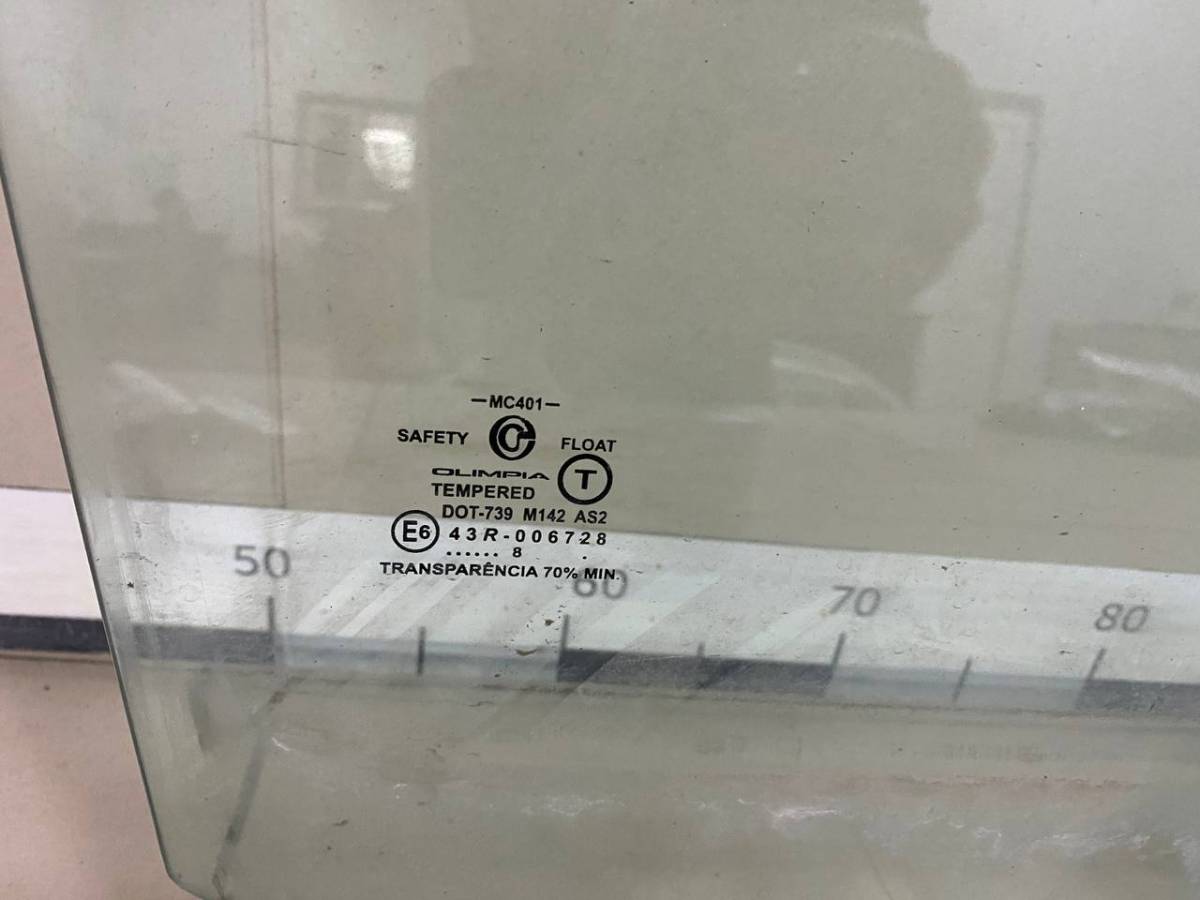 —MC401—
SAFETY FLOAT
OLIMPIA T
TEMPERED
DOT-739 M142 AS2
E6 43R-006728
...... 8 .
TRANSPARÊNCIA 70% MIN.
50 60 70 80